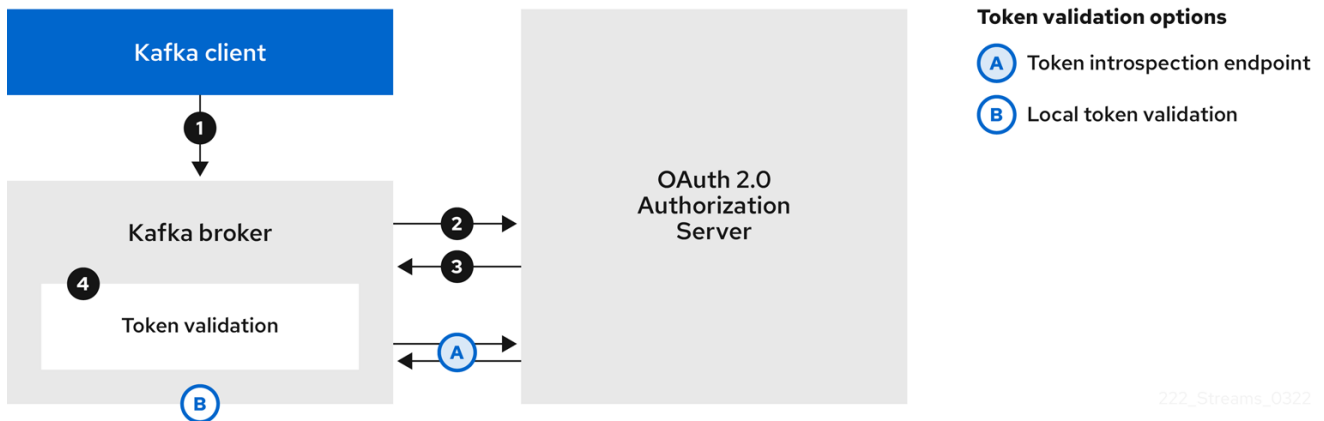 Kafka client
1
Kafka broker
2
3
4
Token validation
A
B
OAuth 2.0
Authorization
Server
Token validation options
A Token introspection endpoint
B Local token validation
222_Streams_0322